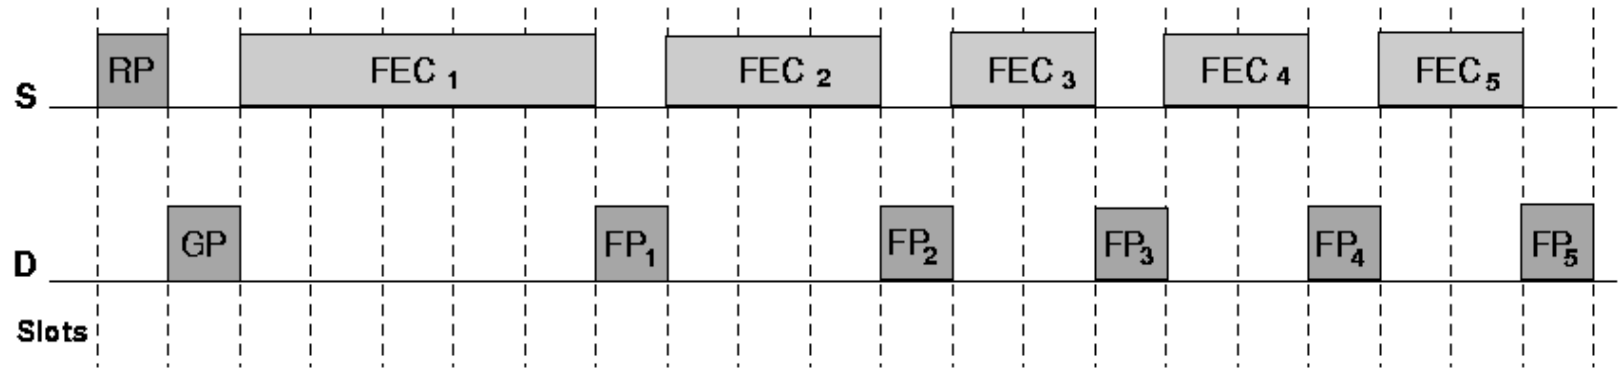 RP FEC 1 FEC 2 FEC 3 FEC 4 FEC 5
S
GP FP1 FP2 FP3 FP4 FP5
D
Slots